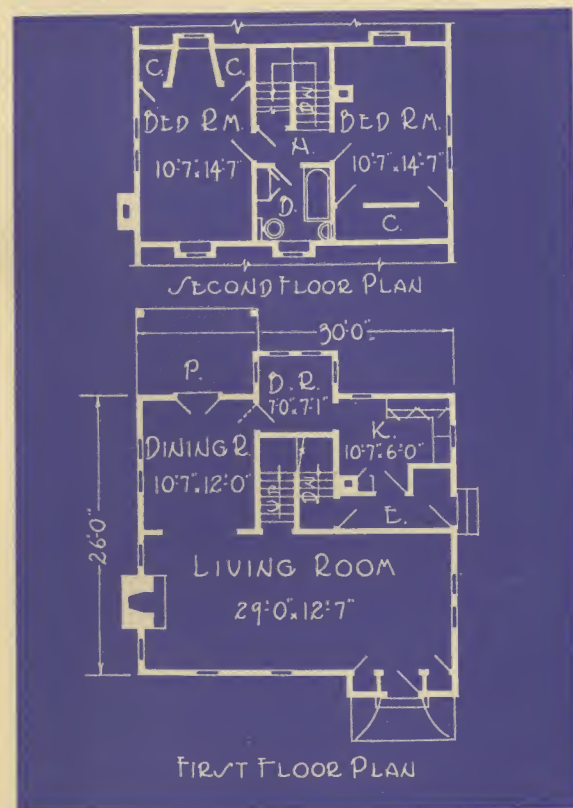 C. C.
DN
BED RM. BED RM.
H.
10'-7" x 14'-7" 10'-7" x 14'-7"
B.
C.
SECOND FLOOR PLAN
30'-0"
P.
D. R.
7'-0" x 7'-1"
K.
DINING R.
10'-7" x 6'-0"
10'-7" x 12'-0"
UP DN
E.
26'-0"
LIVING ROOM
29'-0" x 12'-7"
FIRST FLOOR PLAN